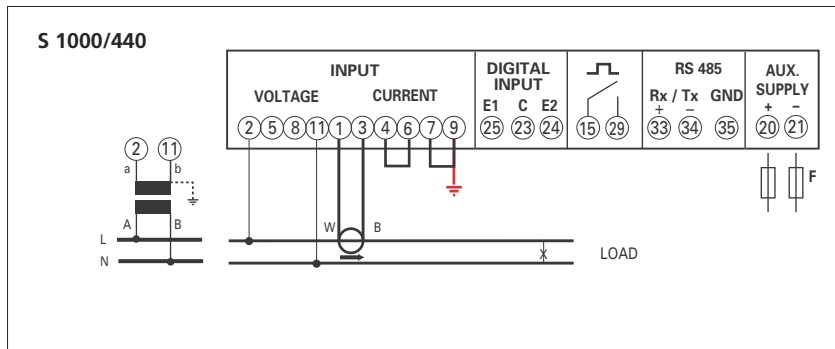 S 1000/440
INPUT
VOLTAGE CURRENT
2 5 8 11 1 3 4 6 7 9
DIGITAL
INPUT
E1 C E2
25 23 24
15 29
RS 485
Rx / Tx GND
+ −
33 34 35
AUX.
SUPPLY
+ −
20 21
F
2 11
a b
A B
L
N
W B
X
LOAD